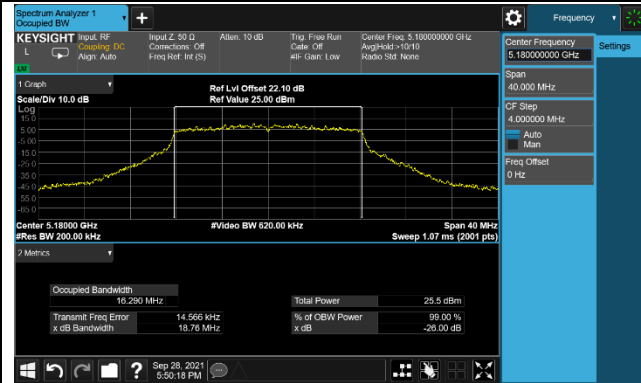 Spectrum Analyzer 1
Occupied BW
Frequency
KEYSIGHT
L
Input: RF
Coupling: DC
Align: Auto
Input Z: 50 Ω
Corrections: Off
Freq Ref: Int (S)
Atten: 10 dB
Trig: Free Run
Gate: Off
#IF Gain: Low
Center Freq: 5.180000000 GHz
Avg|Hold:>10/10
Radio Std: None
Center Frequency
5.180000000 GHz
Settings
Span
40.000 MHz
CF Step
4.000000 MHz
Auto
Man
Freq Offset
0 Hz
1 Graph
Scale/Div 10.0 dB
Ref Lvl Offset 22.10 dB
Ref Value 25.00 dBm
Log
15.0
5.00
-5.00
-15.0
-25.0
-35.0
-45.0
-55.0
-65.0
Center 5.18000 GHz
#Res BW 200.00 kHz
#Video BW 620.00 kHz
Span 40 MHz
Sweep 1.07 ms (2001 pts)
2 Metrics
Occupied Bandwidth
16.290 MHz
Total Power 25.5 dBm
Transmit Freq Error 14.566 kHz
% of OBW Power 99.00 %
x dB Bandwidth 18.76 MHz
x dB -26.00 dB
Sep 28, 2021
5:50:18 PM